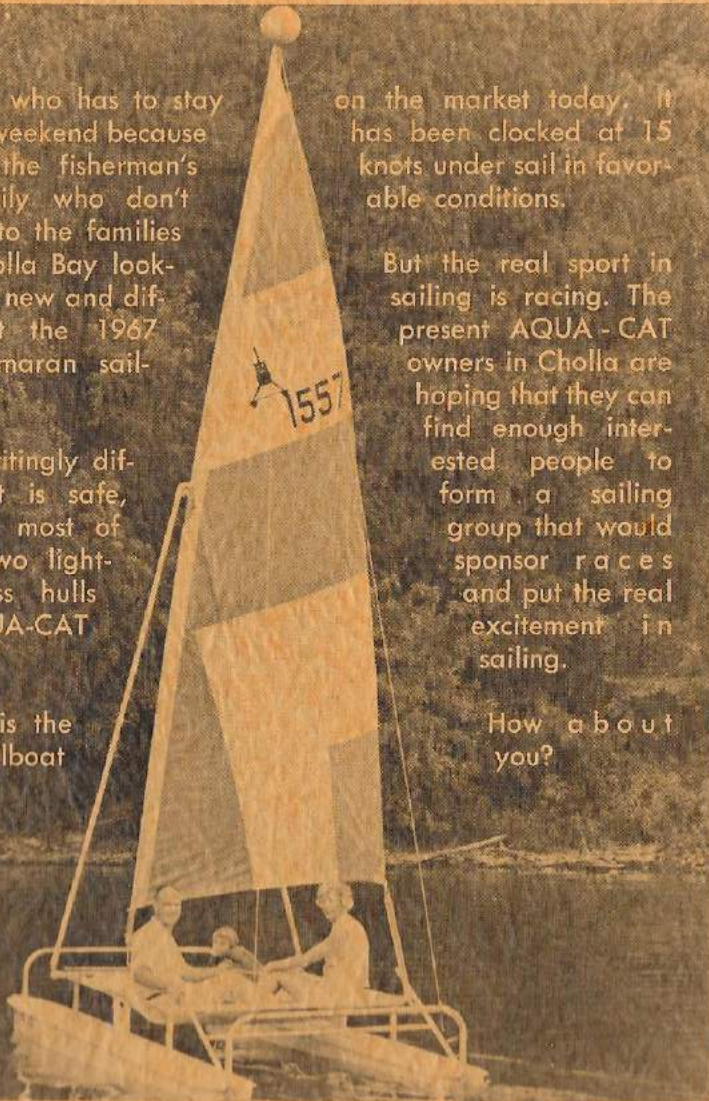 who has to stay
weekend because
the fisherman's
ily who don't
to the families
olla Bay look-
new and dif-
t the 1967
maran sail-
itingly dif-
t is safe,
most of
wo light-
ss hulls
UA-CAT
is the
lboat
1557
on the market today. It
has been clocked at 15
knots under sail in favor-
able conditions.
But the real sport in
sailing is racing. The
present AQUA - CAT
owners in Cholla are
hoping that they can
find enough inter-
ested people to
form a sailing
group that would
sponsor races
and put the real
excitement in
sailing.
How about
you?